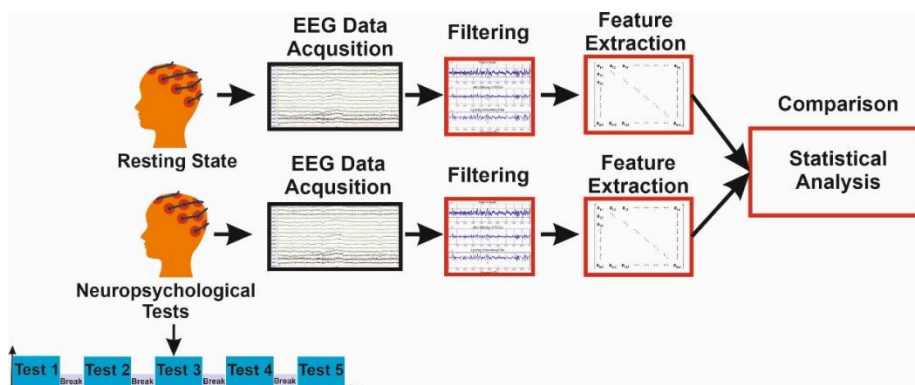 EEG Data
Acqusition
Filtering
Feature
Extraction
Resting State
EEG Data
Acqusition
Filtering
Feature
Extraction
Comparison
Statistical
Analysis
Neuropsychological
Tests
Test 1
Break
Test 2
Break
Test 3
Break
Test 4
Break
Test 5